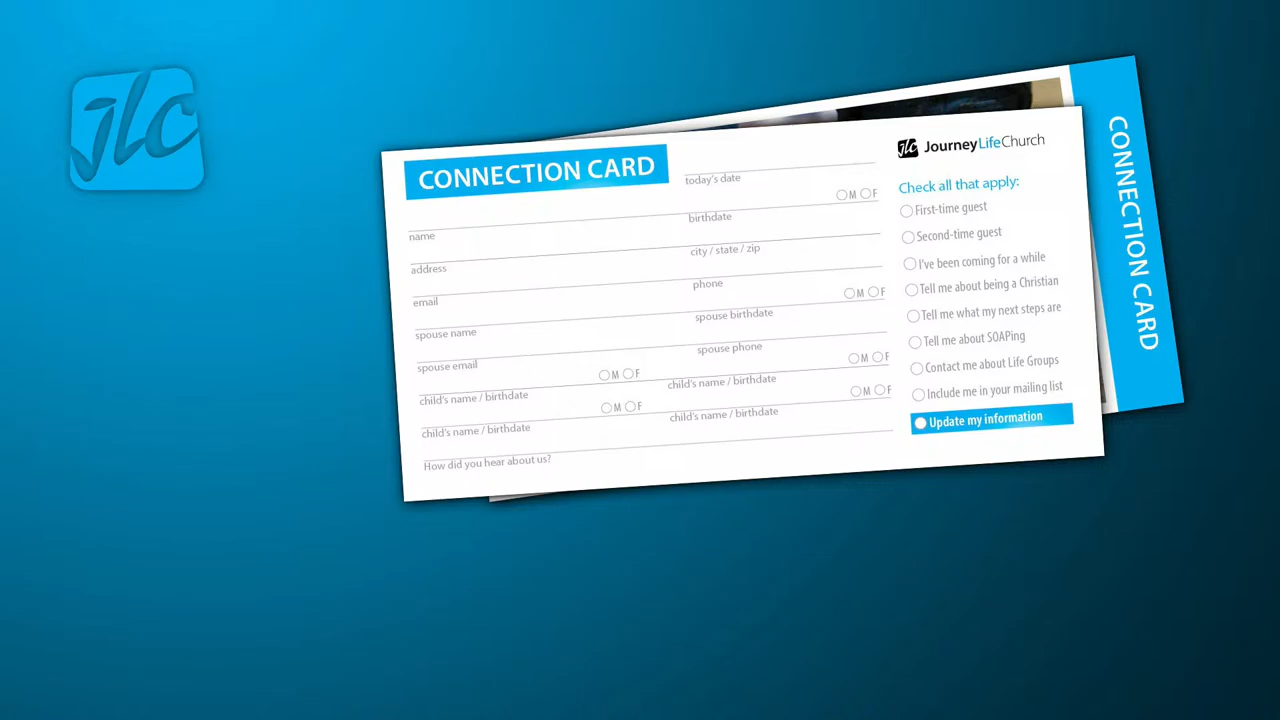 jlc
CONNECTION CARD
today's date
M F
name
birthdate
address
city / state / zip
email
phone
M F
spouse name
spouse birthdate
spouse email
spouse phone
M F
M F
child's name / birthdate
child's name / birthdate
M F
M F
child's name / birthdate
child's name / birthdate
How did you hear about us?
jlc JourneyLifeChurch
Check all that apply:
First-time guest
Second-time guest
I've been coming for a while
Tell me about being a Christian
Tell me what my next steps are
Tell me about SOAPing
Contact me about Life Groups
Include me in your mailing list
Update my information
CONNECTION CARD